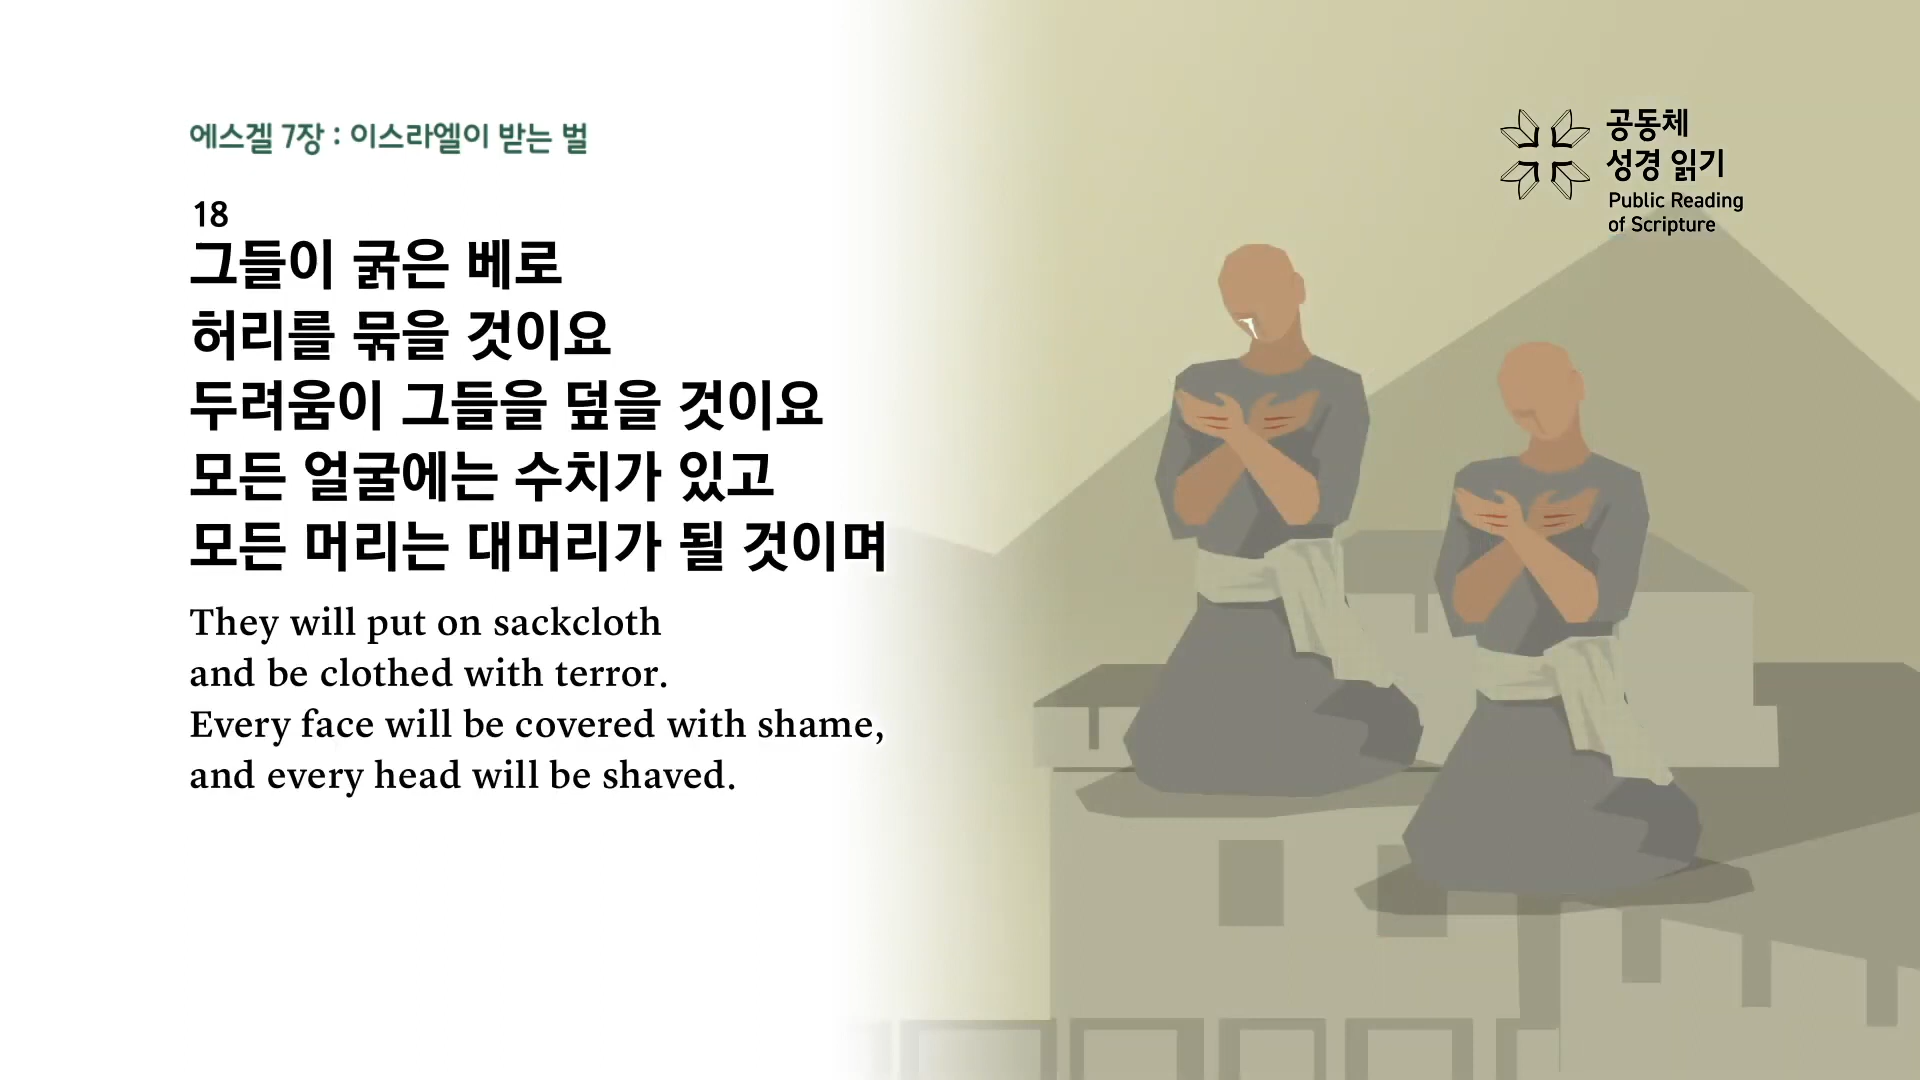 에스겔 7장 : 이스라엘이 받는 벌
18
그들이 굵은 베로
허리를 묶을 것이요
두려움이 그들을 덮을 것이요
모든 얼굴에는 수치가 있고
모든 머리는 대머리가 될 것이며
They will put on sackcloth
and be clothed with terror.
Every face will be covered with shame,
and every head will be shaved.
공동체
성경 읽기
Public Reading
of Scripture